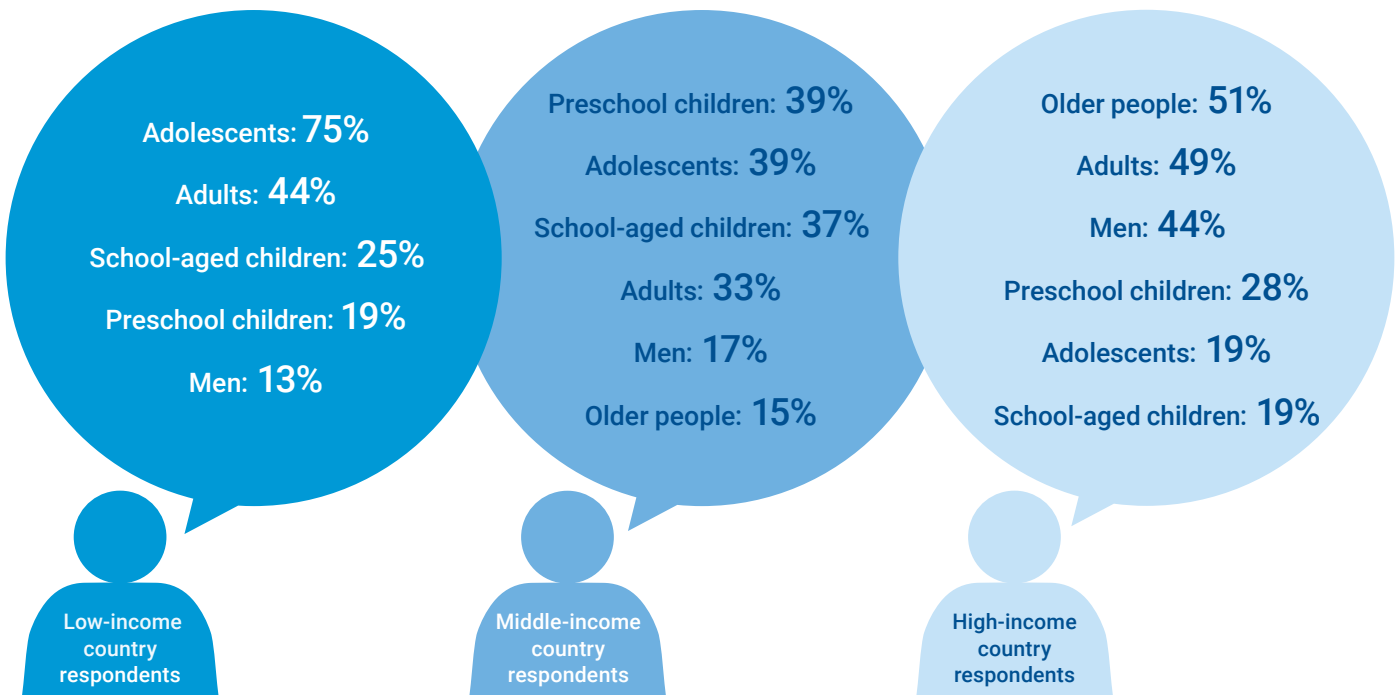 Adolescents: 75%
Adults: 44%
School-aged children: 25%
Preschool children: 19%
Men: 13%
Low-income
country
respondents
Preschool children: 39%
Adolescents: 39%
School-aged children: 37%
Adults: 33%
Men: 17%
Older people: 15%
Middle-income
country
respondents
Older people: 51%
Adults: 49%
Men: 44%
Preschool children: 28%
Adolescents: 19%
School-aged children: 19%
High-income
country
respondents